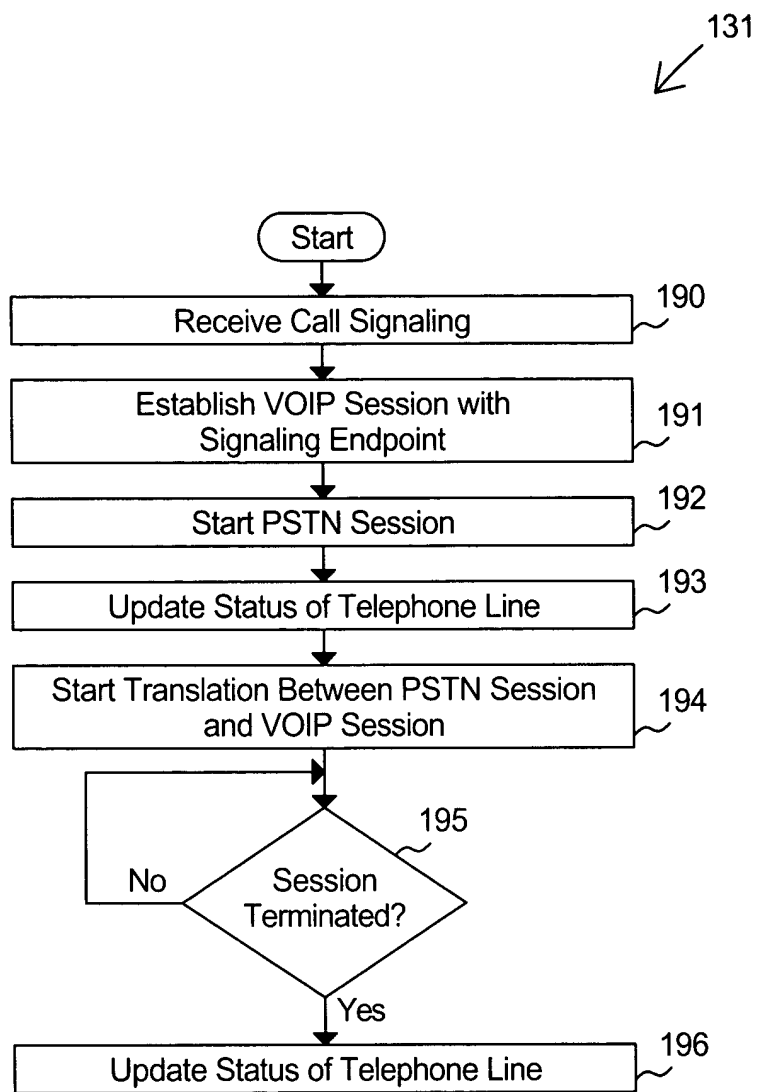 131
Start
Receive Call Signaling
190
Establish VOIP Session with
Signaling Endpoint
191
Start PSTN Session
192
Update Status of Telephone Line
193
Start Translation Between PSTN Session
and VOIP Session
194
195
Session
Terminated?
No
Yes
Update Status of Telephone Line
196